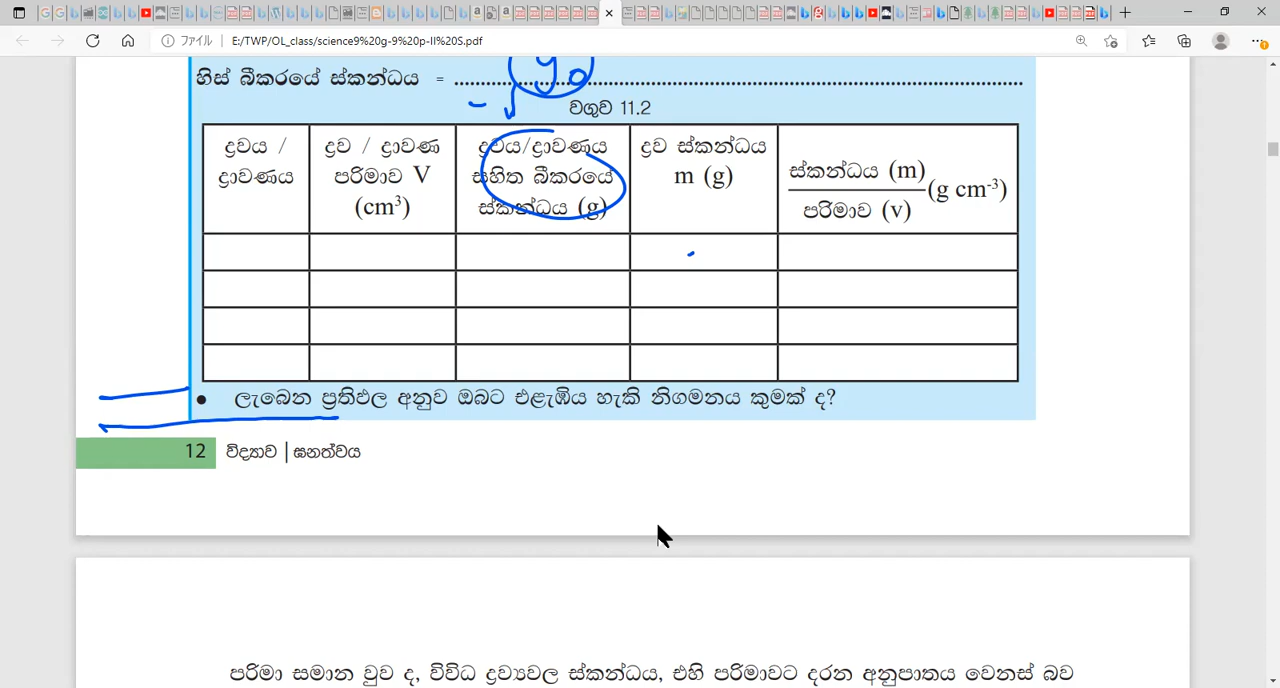 ファイル E:/TWP/OL_class/science9%20g-9%20p-II%20S.pdf
හිස් බීකරයේ ස්කන්ධය = ........................................................................
වගුව 11.2
ද්‍රව්‍ය / ද්‍රාවණය
ද්‍රව / ද්‍රාවණ පරිමාව V (cm³)
ද්‍රව්‍ය/ද්‍රාවණය සහිත බීකරයේ ස්කන්ධය (g)
ද්‍රව ස්කන්ධය m (g)
ස්කන්ධය (m) / පරිමාව (v) (g cm⁻³)
● ලැබෙන ප්‍රතිඵල අනුව ඔබට එළැඹිය හැකි නිගමනය කුමක් ද?
12 විද්‍යාව | ඝනත්වය
පරිමා සමාන වුව ද, විවිධ ද්‍රව්‍යවල ස්කන්ධය, එහි පරිමාවට දරන අනුපාතය වෙනස් බව